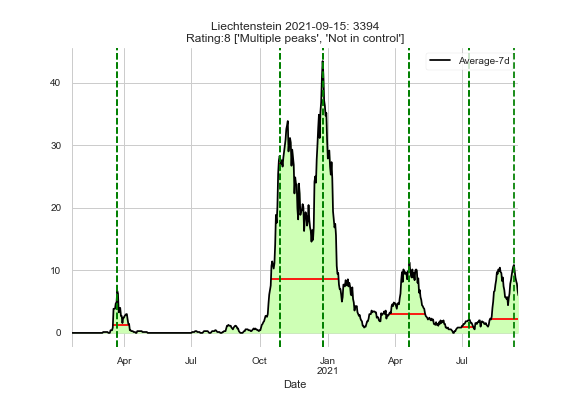 Liechtenstein 2021-09-15: 3394
Rating:8 ['Multiple peaks', 'Not in control']
Average-7d
40
30
20
10
0
Apr Jul Oct Jan Apr Jul
2021
Date